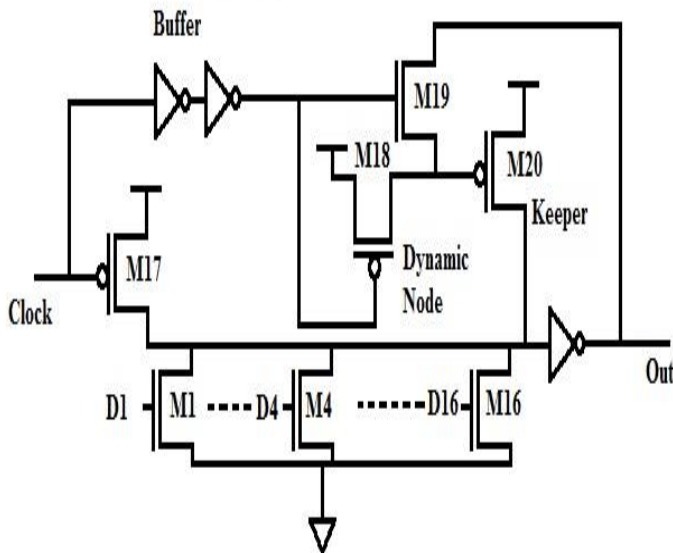 Buffer
M19
M18
M20
Keeper
M17
Dynamic
Node
Clock
Out
D1 M1 D4 M4 D16 M16